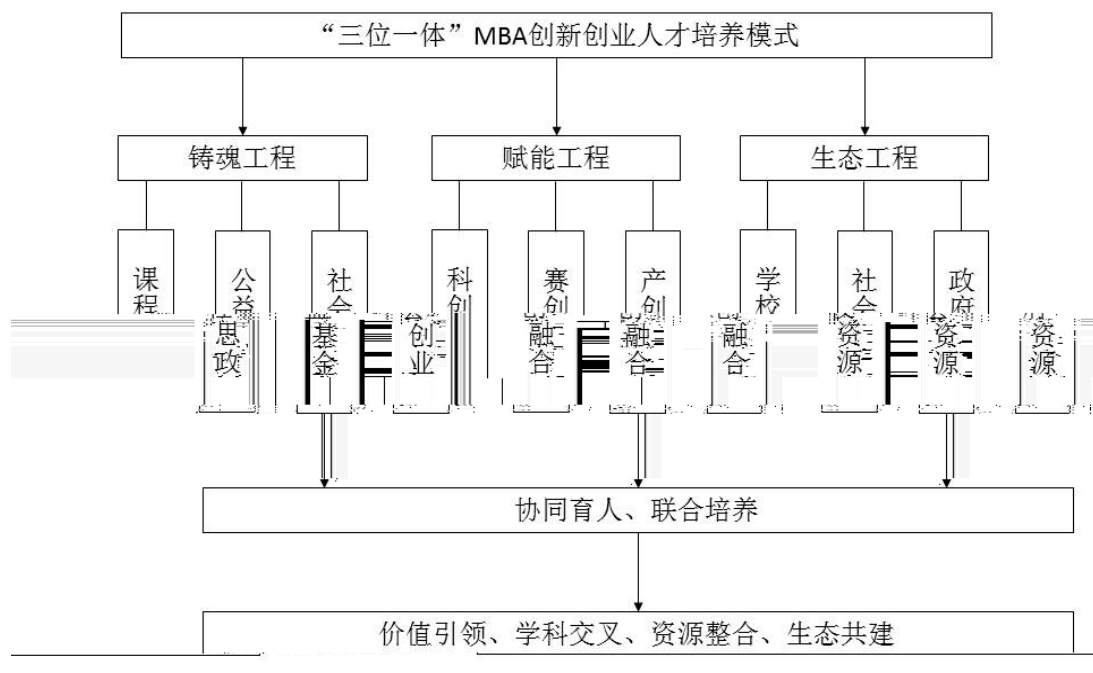 “三位一体”MBA创新创业人才培养模式
铸魂工程
赋能工程
生态工程
课程思政
公益基金
社会创业
科创融合
赛创融合
产创融合
学校资源
社会资源
政府资源
协同育人、联合培养
价值引领、学科交叉、资源整合、生态共建